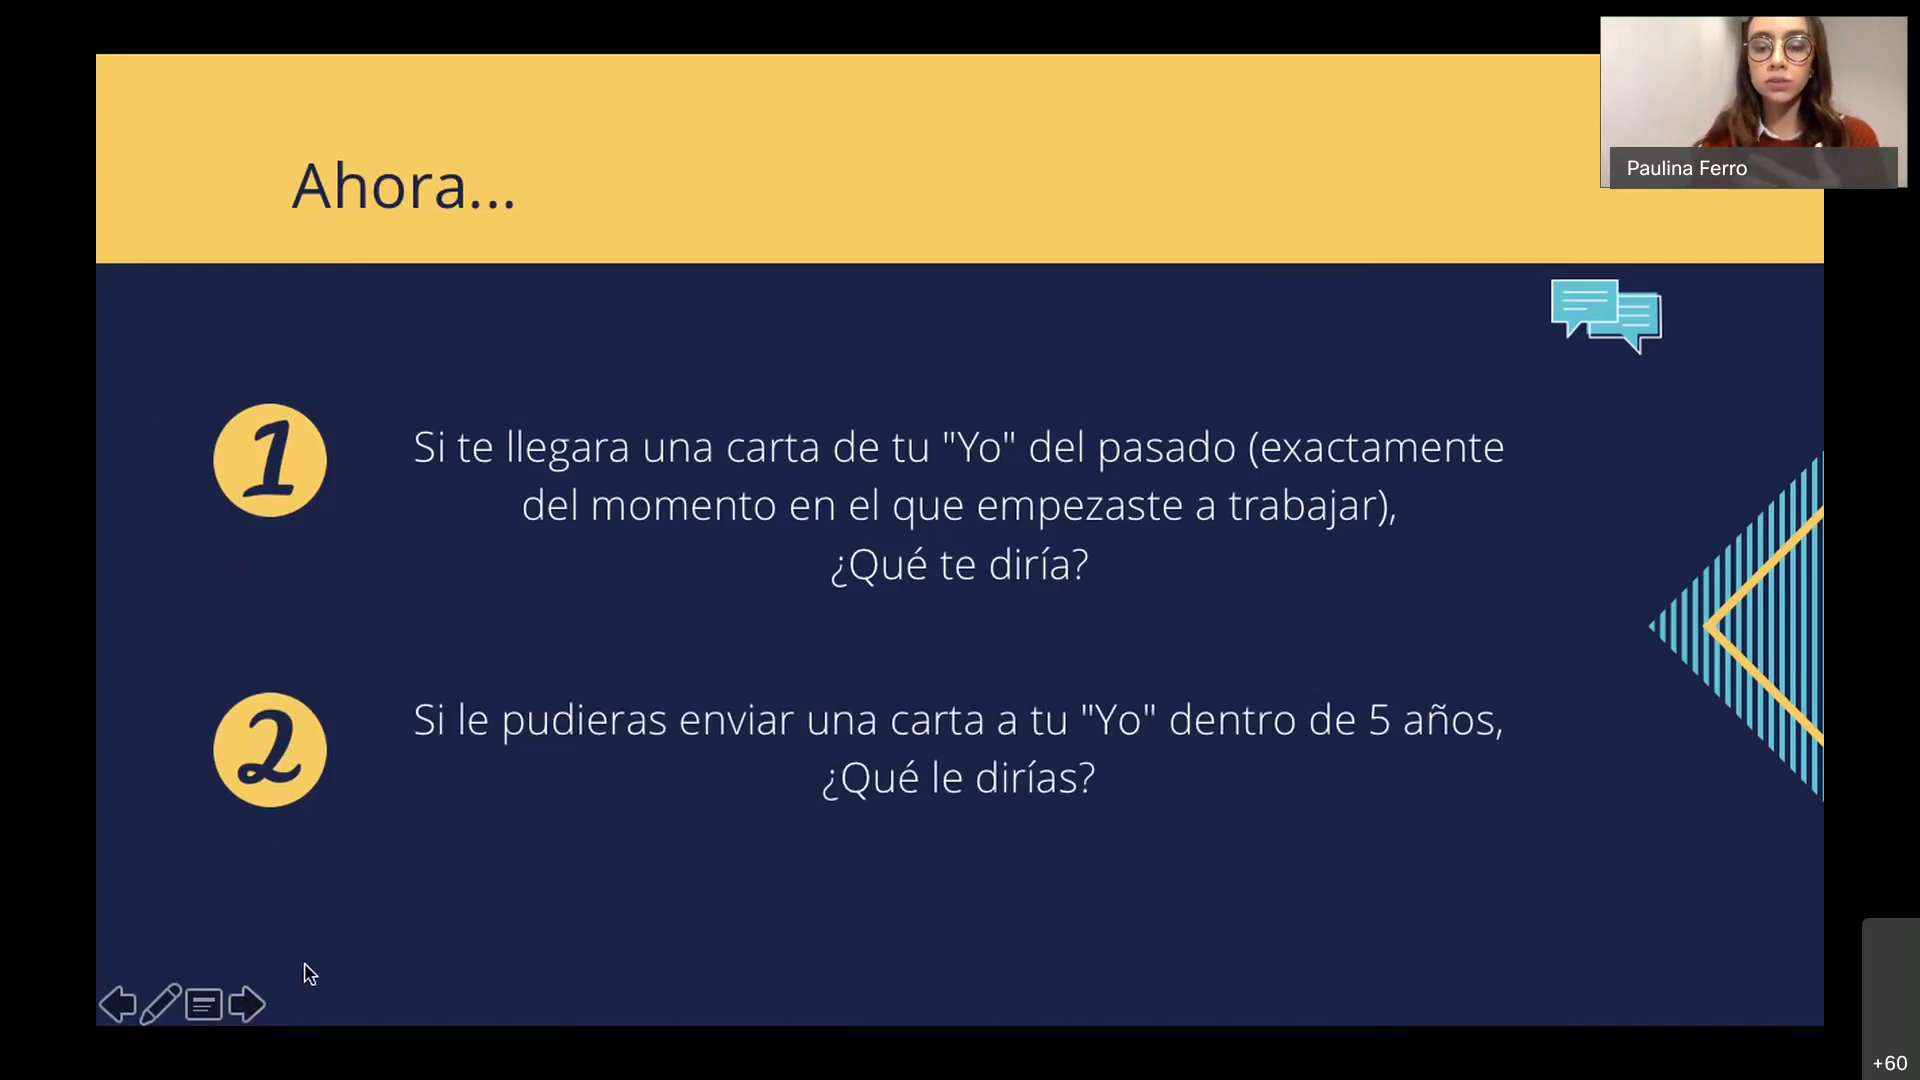 Paulina Ferro
Ahora...
1
Si te llegara una carta de tu "Yo" del pasado (exactamente
del momento en el que empezaste a trabajar),
¿Qué te diría?
2
Si le pudieras enviar una carta a tu "Yo" dentro de 5 años,
¿Qué le dirías?
+60